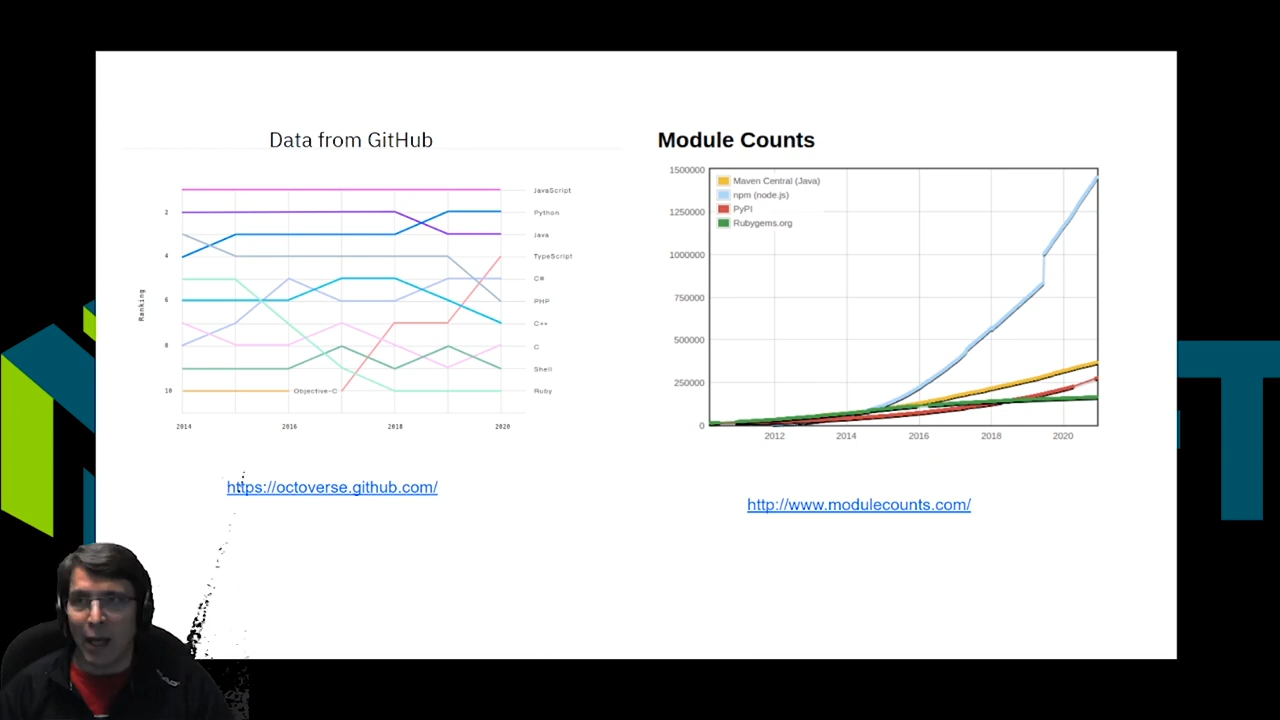 Data from GitHub
JavaScript
2
Python
Java
4
TypeScript
C#
Ranking
6
PHP
C++
8
C
Shell
10
Objective-C
Ruby
2014
2016
2018
2020
https://octoverse.github.com/
Module Counts
1500000
Maven Central (Java)
npm (node.js)
1250000
PyPI
Rubygems.org
1000000
750000
500000
250000
0
2012
2014
2016
2018
2020
http://www.modulecounts.com/